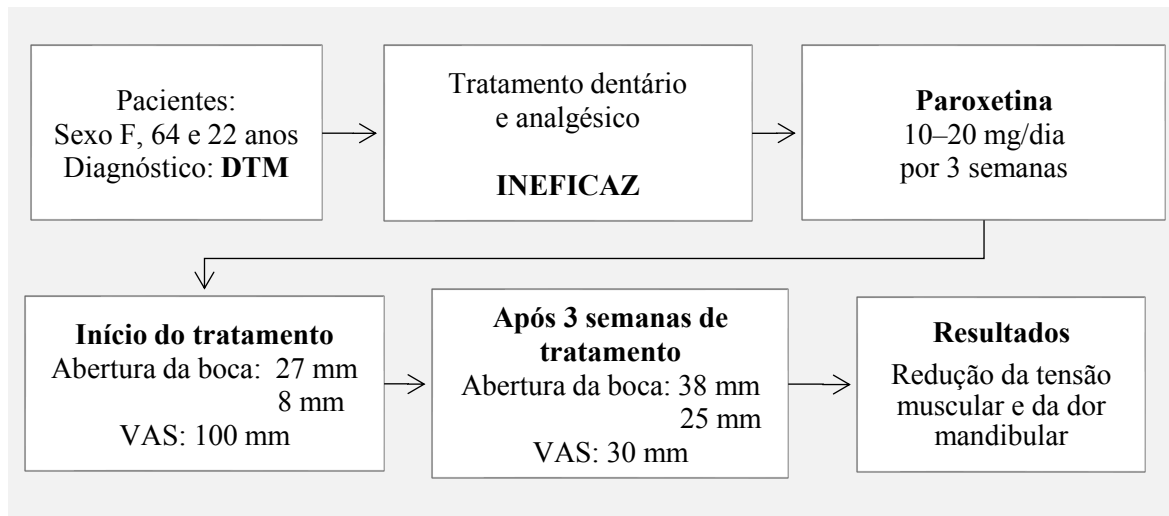 Pacientes:
Sexo F, 64 e 22 anos
Diagnóstico: DTM
Tratamento dentário
e analgésico
INEFICAZ
Paroxetina
10–20 mg/dia
por 3 semanas
Início do tratamento
Abertura da boca: 27 mm
8 mm
VAS: 100 mm
Após 3 semanas de
tratamento
Abertura da boca: 38 mm
25 mm
VAS: 30 mm
Resultados
Redução da tensão
muscular e da dor
mandibular